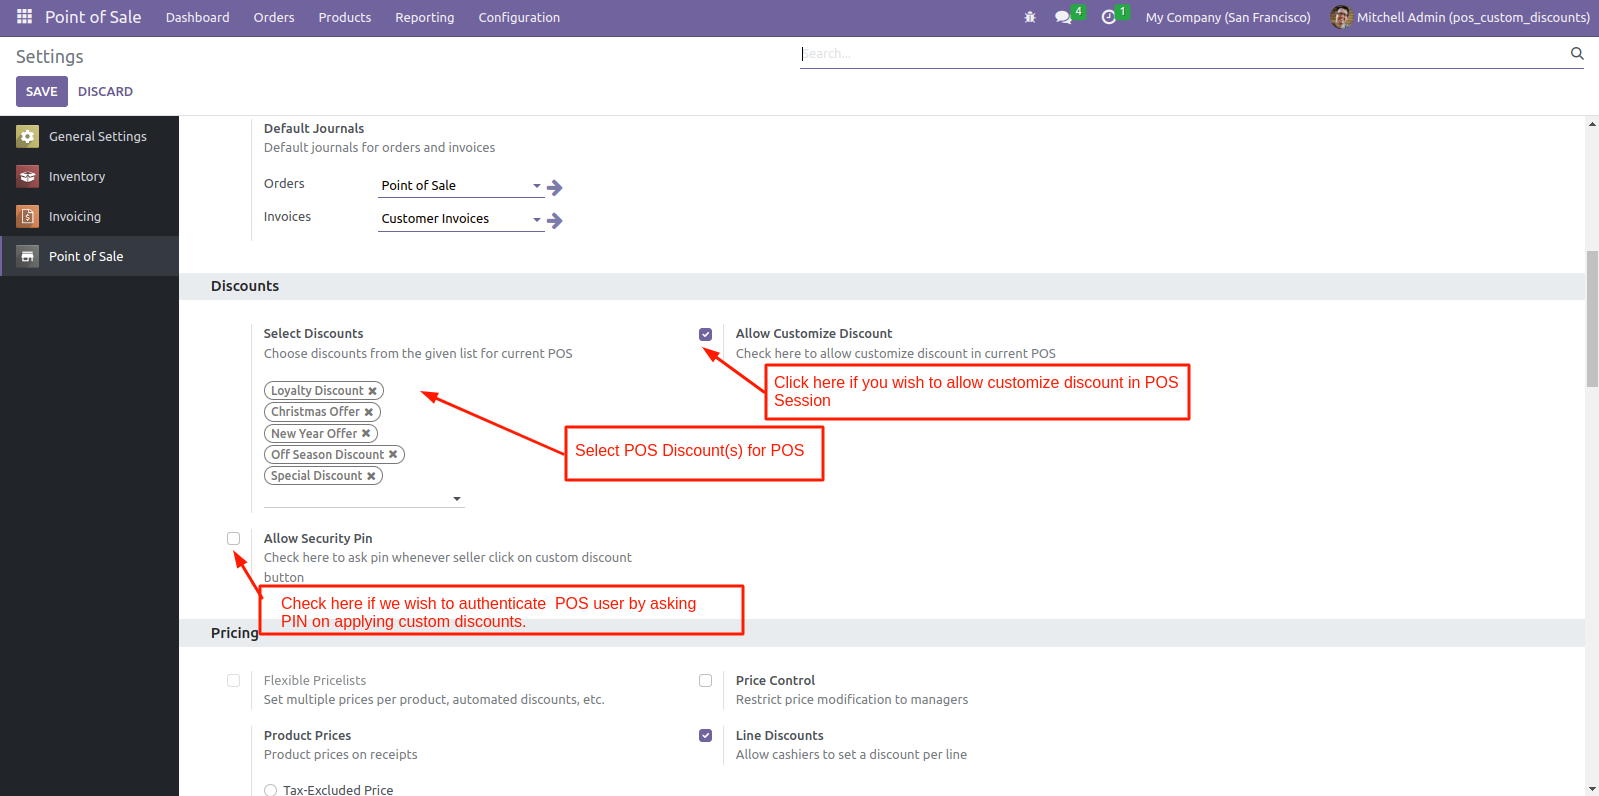 Point of Sale Dashboard Orders Products Reporting Configuration 4 1 My Company (San Francisco) Mitchell Admin (pos_custom_discounts)
Settings
Search...
SAVE DISCARD
General Settings
Inventory
Invoicing
Point of Sale
Default Journals
Default journals for orders and invoices
Orders Point of Sale
Invoices Customer Invoices
Discounts
Select Discounts
Choose discounts from the given list for current POS
Loyalty Discount ✖
Christmas Offer ✖
New Year Offer ✖
Off Season Discount ✖
Special Discount ✖
Allow Customize Discount
Check here to allow customize discount in current POS
Click here if you wish to allow customize discount in POS
Session
Select POS Discount(s) for POS
Allow Security Pin
Check here to ask pin whenever seller click on custom discount
button
Check here if we wish to authenticate  POS user by asking
PIN on applying custom discounts.
Pricing
Flexible Pricelists
Set multiple prices per product, automated discounts, etc.
Price Control
Restrict price modification to managers
Product Prices
Product prices on receipts
Line Discounts
Allow cashiers to set a discount per line
Tax-Excluded Price